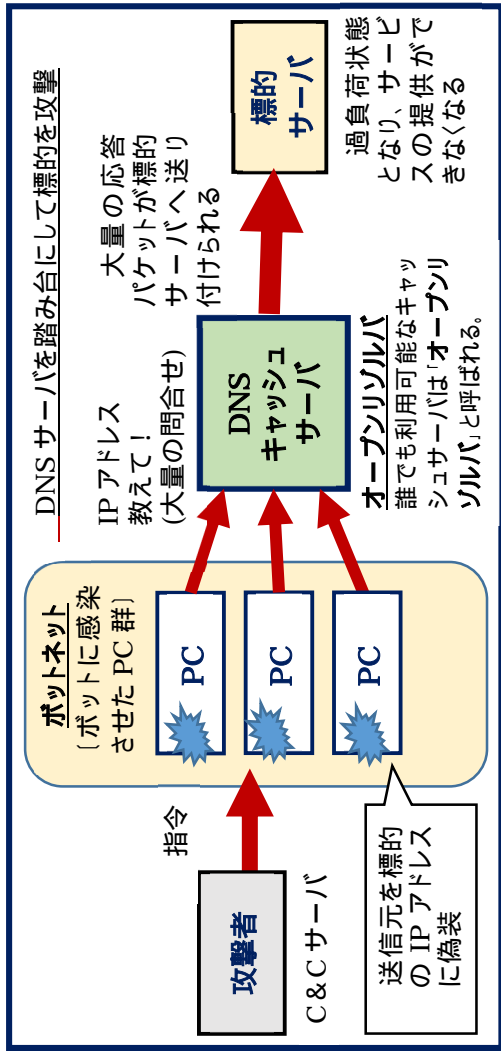 DNSサーバを踏み台にして標的を攻撃
指令
攻撃者
C&Cサーバ
ボットネット
〔ボットに感染
させたPC群〕
PC
PC
PC
送信元を標的
のIPアドレス
に偽装
IPアドレス
教えて！
(大量の問合せ)
DNS
キャッシュ
サーバ
オープンリゾルバ
誰でも利用可能なキャッ
シュサーバは「オープンリ
ゾルバ」と呼ばれる。
大量の応答
パケットが標的
サーバへ送り
付けられる
標的
サーバ
過負荷状態
となり、サービ
スの提供がで
きなくなる